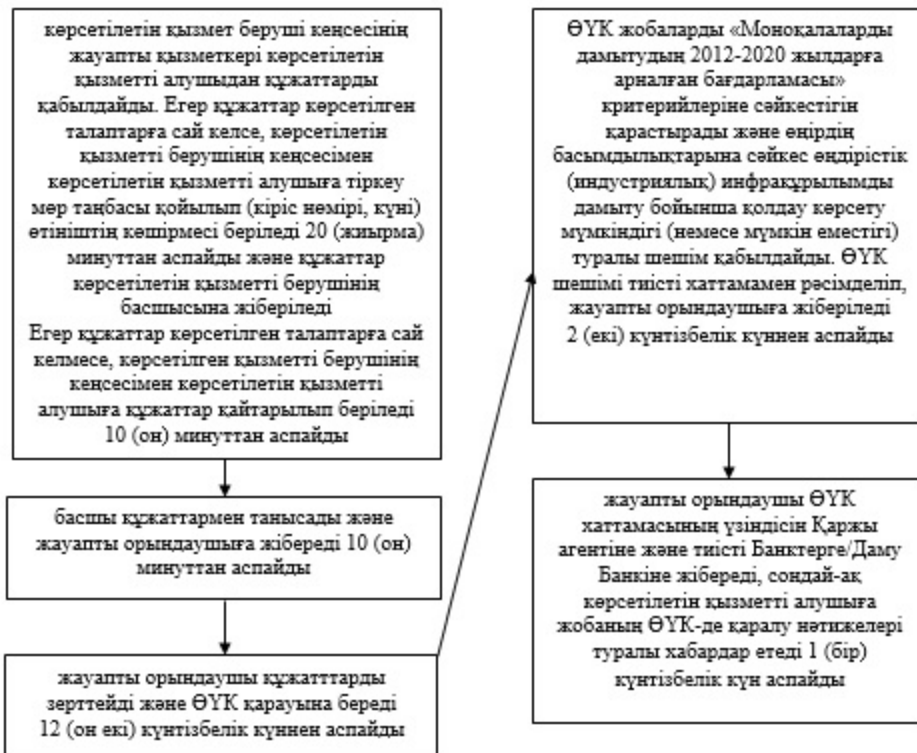 көрсетілетін қызмет беруші кеңсесінің
жауапты қызметкері көрсетілетін
қызметті алушыдан құжаттарды
қабылдайды. Егер құжаттар көрсетілген
талаптарға сай келсе, көрсетілетін
қызметті берушінің кеңсесімен
көрсетілетін қызметті алушыға тіркеу
мөр таңбасы қойылып (кіріс нөмірі, күні)
өтініштің көшірмесі беріледі 20 (жиырма)
минуттан аспайды және құжаттар
көрсетілетін қызметті берушінің
басшысына жіберіледі
Егер құжаттар көрсетілген талаптарға сай
келмесе, көрсетілген қызметті берушінің
кеңсесімен көрсетілетін қызметті
алушыға құжаттар қайтарылып беріледі
10 (он) минуттан аспайды
басшы құжаттармен танысады және
жауапты орындаушыға жібереді 10 (он)
минуттан аспайды
жауапты орындаушы құжатттарды
зерттейді және ӨҮК қарауына береді
12 (он екі) күнтізбелік күннен аспайды
ӨҮК жобаларды «Моноқалаларды
дамытудың 2012-2020 жылдарға
арналған бағдарламасы»
критерийлеріне сәйкестігін
қарастырады және өңірдің
басымдылықтарына сәйкес өндірістік
(индустриялық) инфрақұрылымды
дамыту бойынша қолдау көрсету
мүмкіндігі (немесе мүмкін еместігі)
туралы шешім қабылдайды. ӨҮК
шешімі тиісті хаттамамен рәсімделіп,
жауапты орындаушыға жіберіледі
2 (екі) күнтізбелік күннен аспайды
жауапты орындаушы ӨҮК
хаттамасының үзіндісін Қаржы
агентіне және тиісті Банктерге/Даму
Банкіне жібереді, сондай-ақ
көрсетілетін қызметті алушыға
жобаның ӨҮК-де қаралу нәтижелері
туралы хабардар етеді 1 (бір)
күнтізбелік күн аспайды